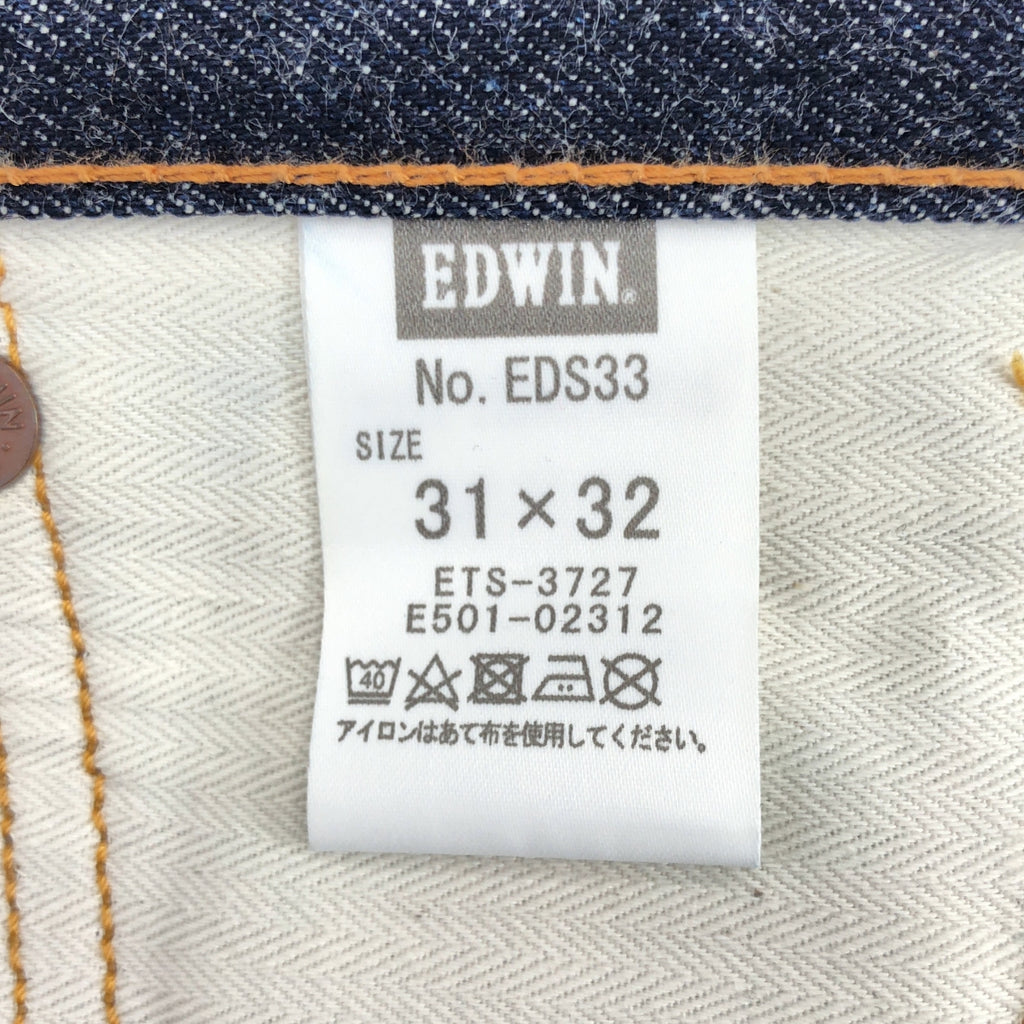 EDWIN®
No. EDS33
SIZE
31×32
ETS-3727
E501-02312
40
アイロンはあて布を使用してください。